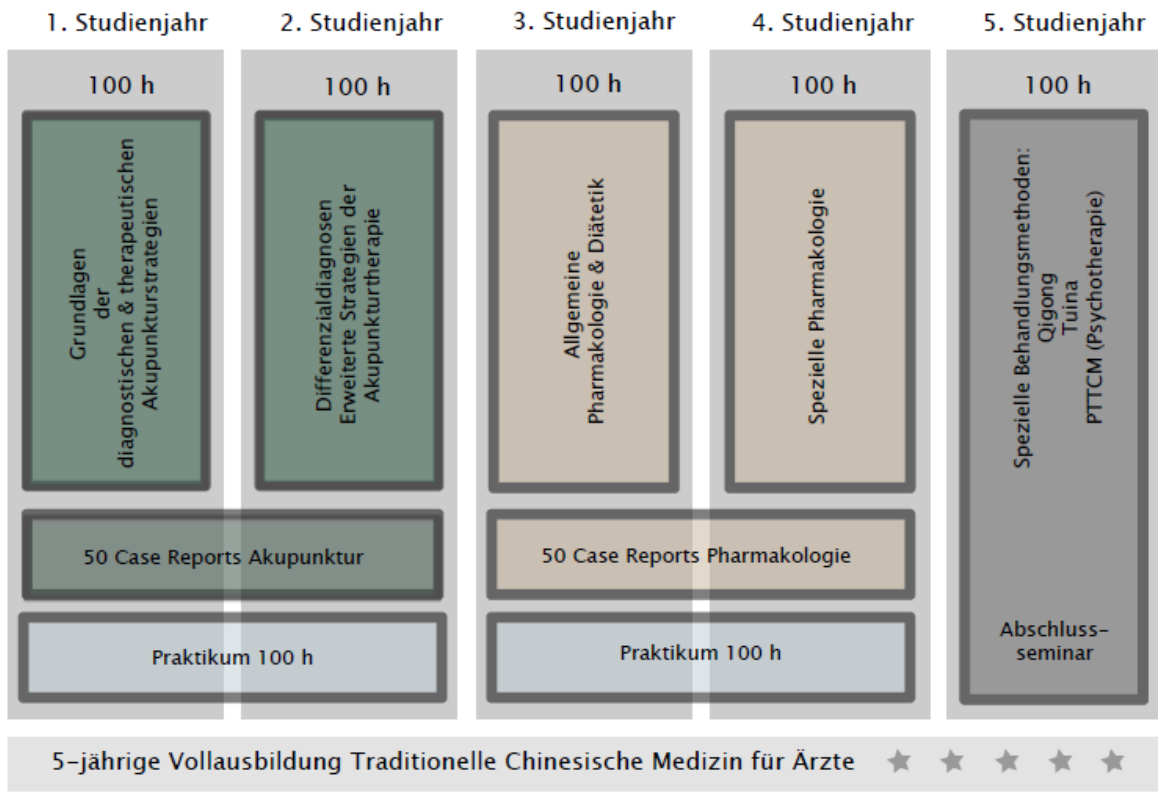 1. Studienjahr
2. Studienjahr
3. Studienjahr
4. Studienjahr
5. Studienjahr
100 h
100 h
100 h
100 h
100 h
Grundlagen
der
diagnostischen & therapeutischen
Akupunkturstrategien
Differenzialdiagnosen
Erweiterte Strategien der
Akupunkturtherapie
Allgemeine
Pharmakologie & Diätetik
Spezielle Pharmakologie
Spezielle Behandlungsmethoden:
Qigong
Tuina
PTTCM (Psychotherapie)
50 Case Reports Akupunktur
50 Case Reports Pharmakologie
Praktikum 100 h
Praktikum 100 h
Abschluss-
seminar
5-jährige Vollausbildung Traditionelle Chinesische Medizin für Ärzte